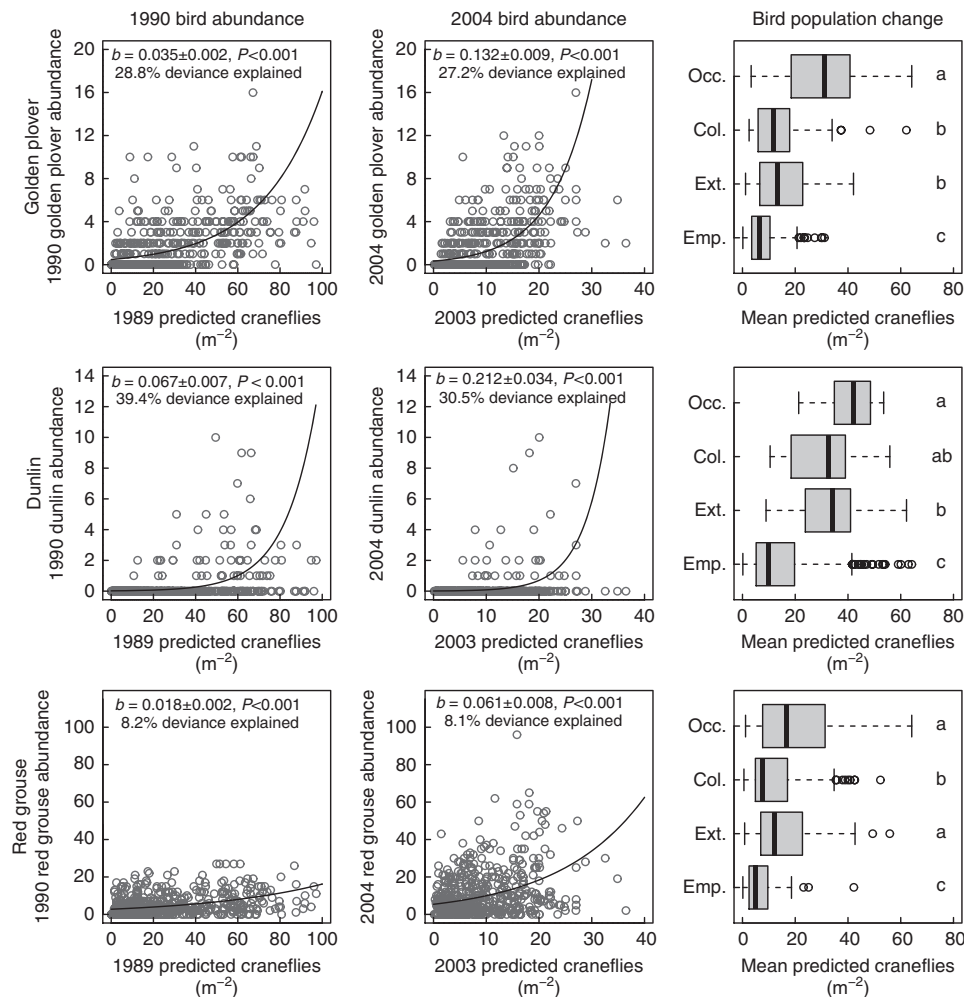 1990 bird abundance
2004 bird abundance
Bird population change
Golden plover
1990 golden plover abundance
20
16
12
8
4
0
b = 0.035±0.002, P<0.001
28.8% deviance explained
0 20 40 60 80 100
1989 predicted craneflies
(m−2)
2004 golden plover abundance
20
16
12
8
4
0
b = 0.132±0.009, P<0.001
27.2% deviance explained
0 10 20 30 40
2003 predicted craneflies
(m−2)
Occ. a
Col. b
Ext. b
Emp. c
0 20 40 60 80
Mean predicted craneflies
(m−2)
Dunlin
1990 dunlin abundance
14
12
10
8
6
4
2
0
b = 0.067±0.007, P < 0.001
39.4% deviance explained
0 20 40 60 80 100
1989 predicted craneflies
(m−2)
2004 dunlin abundance
14
12
10
8
6
4
2
0
b = 0.212±0.034, P<0.001
30.5% deviance explained
0 10 20 30 40
2003 predicted craneflies
(m−2)
Occ. a
Col. ab
Ext. b
Emp. c
0 20 40 60 80
Mean predicted craneflies
(m−2)
Red grouse
1990 red grouse abundance
100
80
60
40
20
0
b = 0.018±0.002, P<0.001
8.2% deviance explained
0 20 40 60 80 100
1989 predicted craneflies
(m−2)
2004 red grouse abundance
100
80
60
40
20
0
b = 0.061±0.008, P<0.001
8.1% deviance explained
0 10 20 30 40
2003 predicted craneflies
(m−2)
Occ. a
Col. b
Ext. a
Emp. c
0 20 40 60 80
Mean predicted craneflies
(m−2)